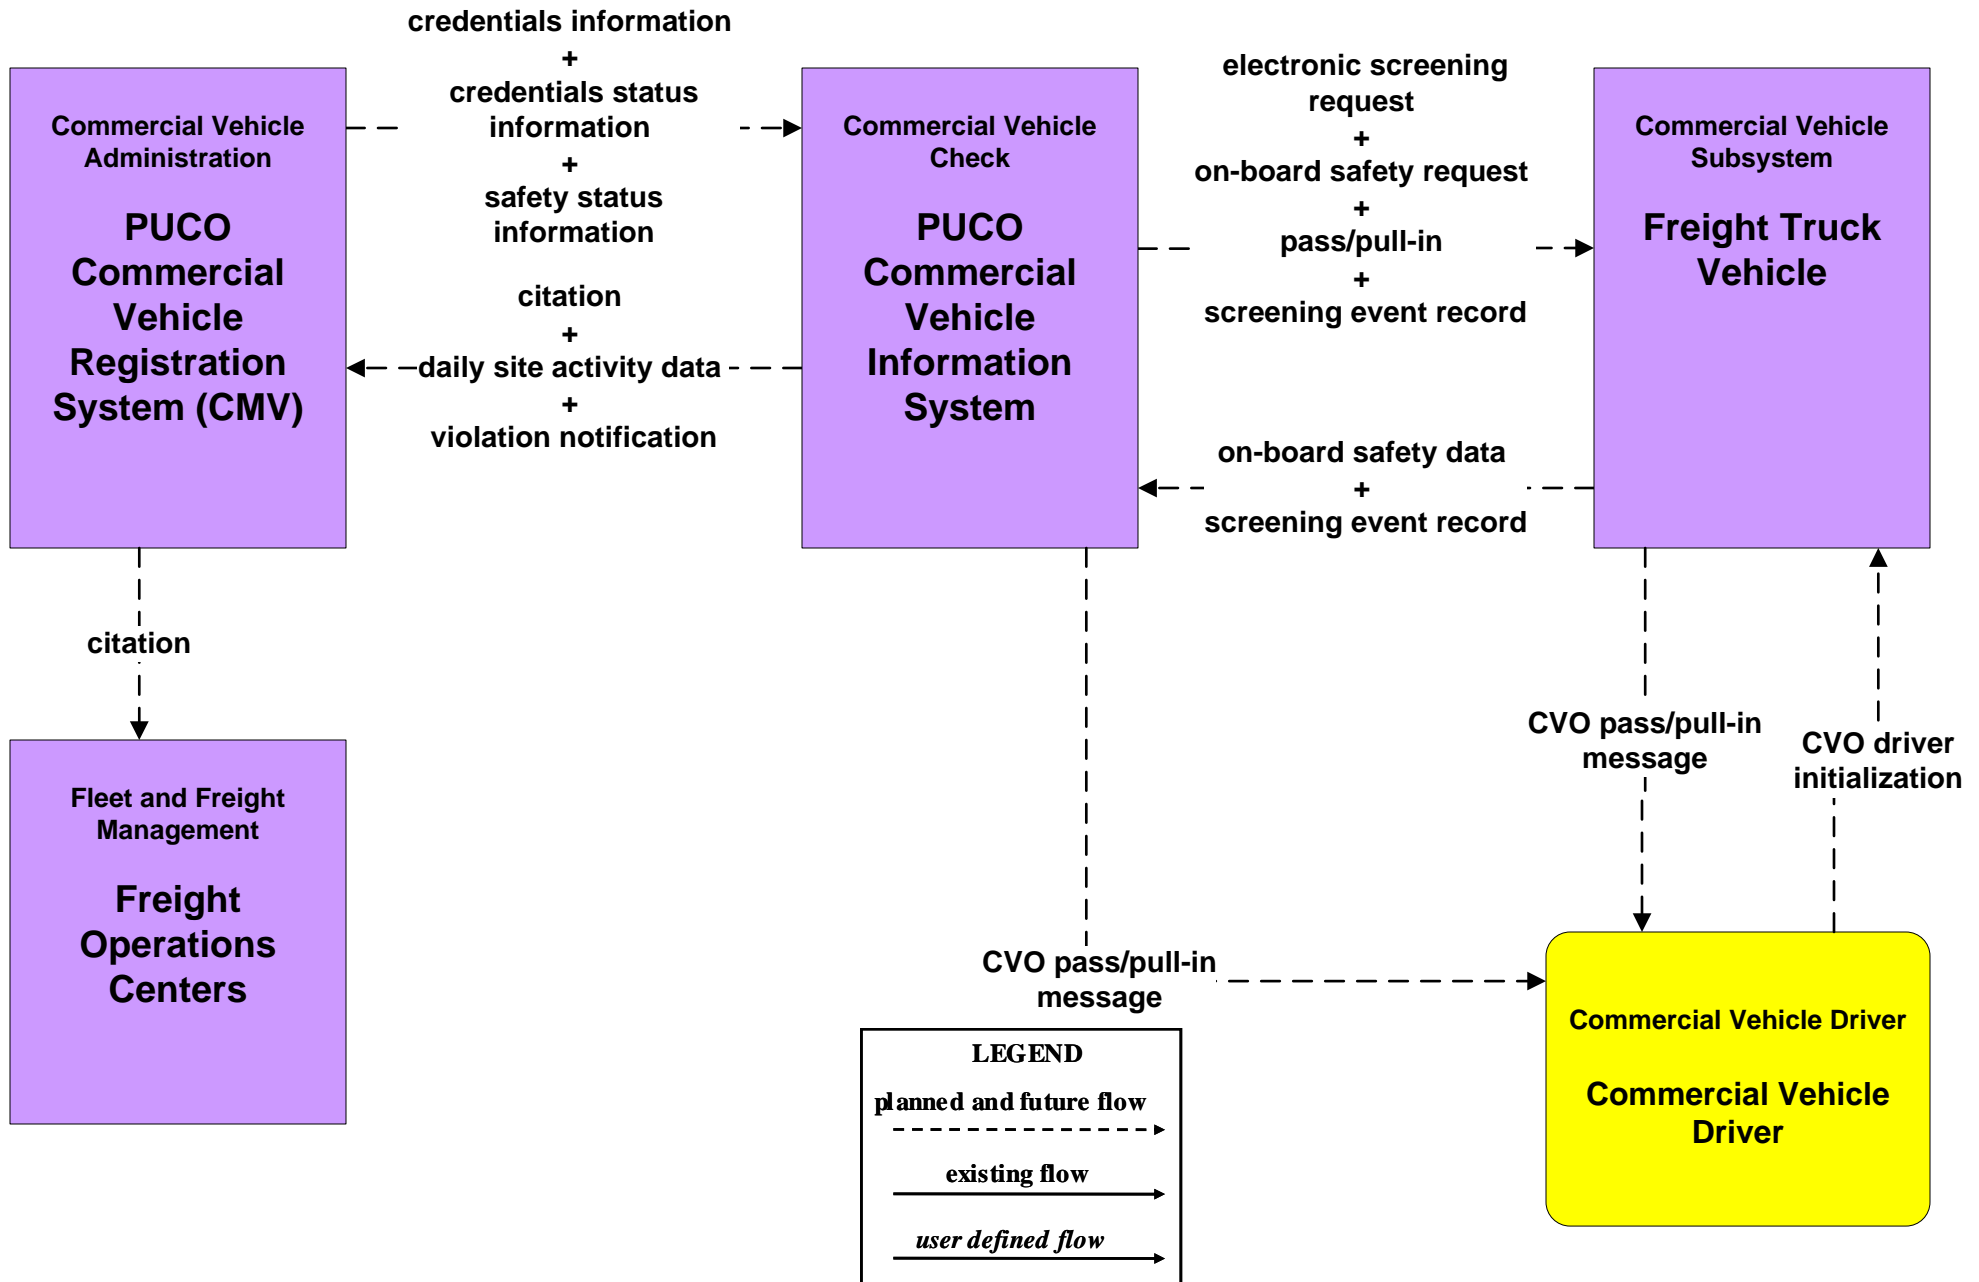 credentials information
+
credentials status
information
+
safety status
information
electronic screening
request
+
on-board safety request
+
pass/pull-in
+
screening event record
Commercial Vehicle
Administration
PUCO
Commercial
Vehicle
Registration
System (CMV)
Commercial Vehicle
Check
PUCO
Commercial
Vehicle
Information
System
Commercial Vehicle
Subsystem
Freight Truck
Vehicle
citation
+
daily site activity data
+
violation notification
on-board safety data
+
screening event record
citation
CVO pass/pull-in
message
CVO driver
initialization
Fleet and Freight
Management
Freight
Operations
Centers
CVO pass/pull-in
message
Commercial Vehicle Driver
Commercial Vehicle
Driver
LEGEND
planned and future flow
existing flow
user defined flow